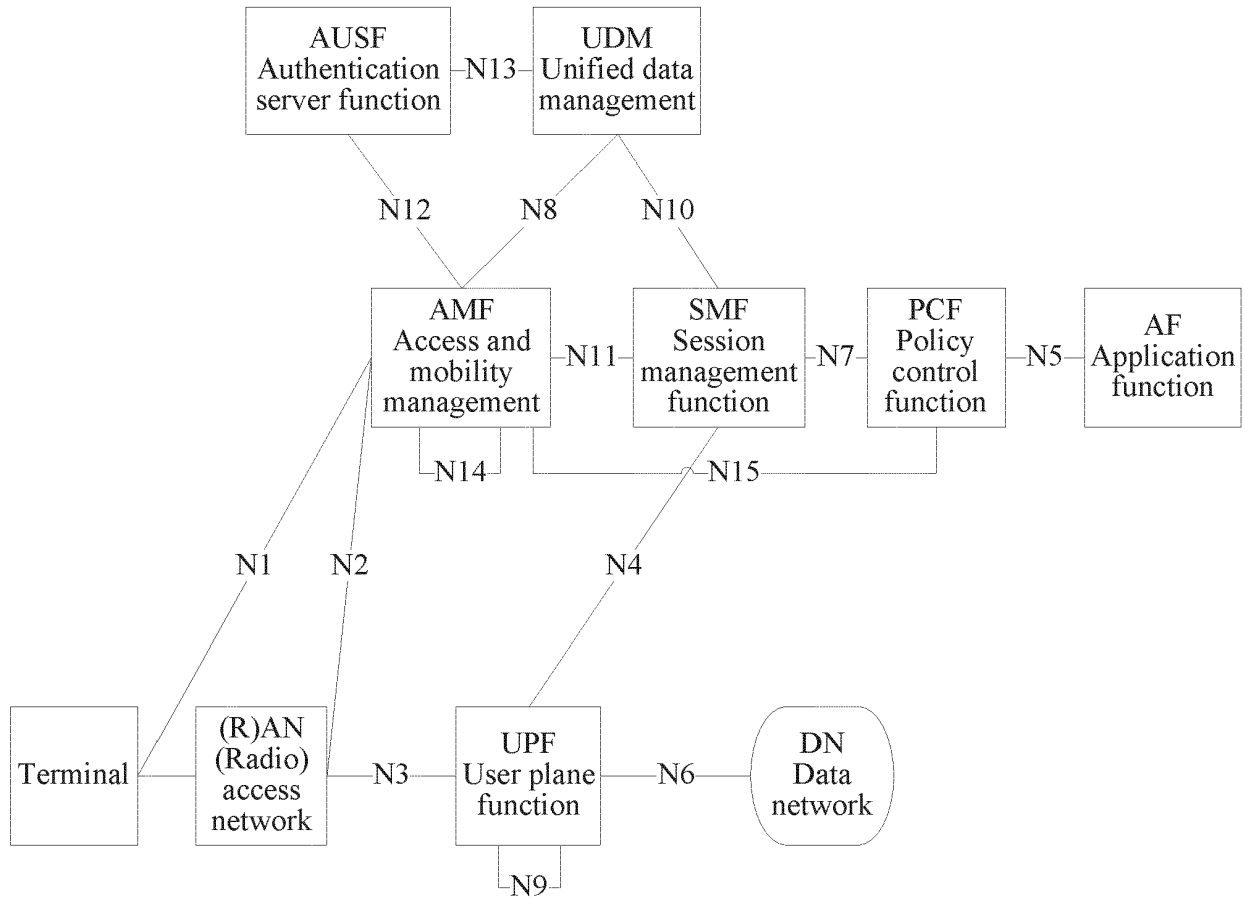 AUSF
Authentication
server function
N13
UDM
Unified data
management
N12
N8
N10
AMF
Access and
mobility
management
N11
SMF
Session
management
function
N7
PCF
Policy
control
function
N5
AF
Application
function
N14
N15
N1
N2
N4
Terminal
(R)AN
(Radio)
access
network
N3
UPF
User plane
function
N6
DN
Data
network
N9